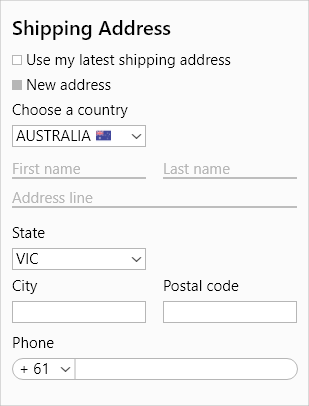 Shipping Address
Use my latest shipping address
New address
Choose a country
AUSTRALIA
First name Last name
Address line
State
VIC
City Postal code
Phone
+ 61